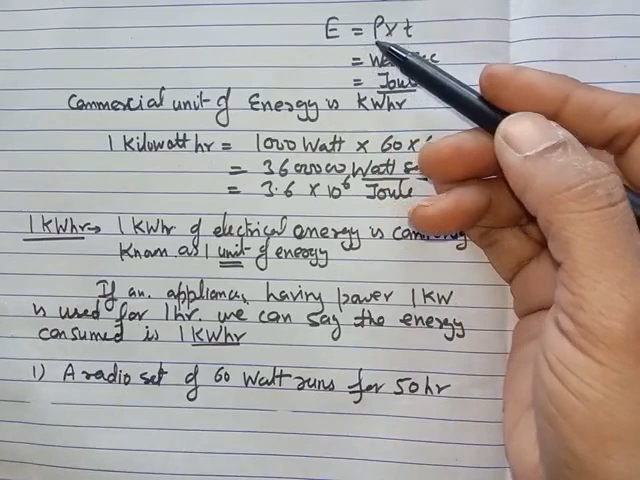 E = P x t
= Wa
= Joule
Commercial unit of Energy is KWhr
1 Kilowatt hr = 1000 Watt x 60 x
= 3600000 Watt s
= 3.6 x 10^6 Joule
1 KWhr → 1 KWhr of electrical energy is
Known as 1 unit of energy
If an appliance, having power 1 KW
is used for 1 hr. we can say the energy
consumed is 1 KWhr
1) A radio set of 60 Watt runs for 50 hr